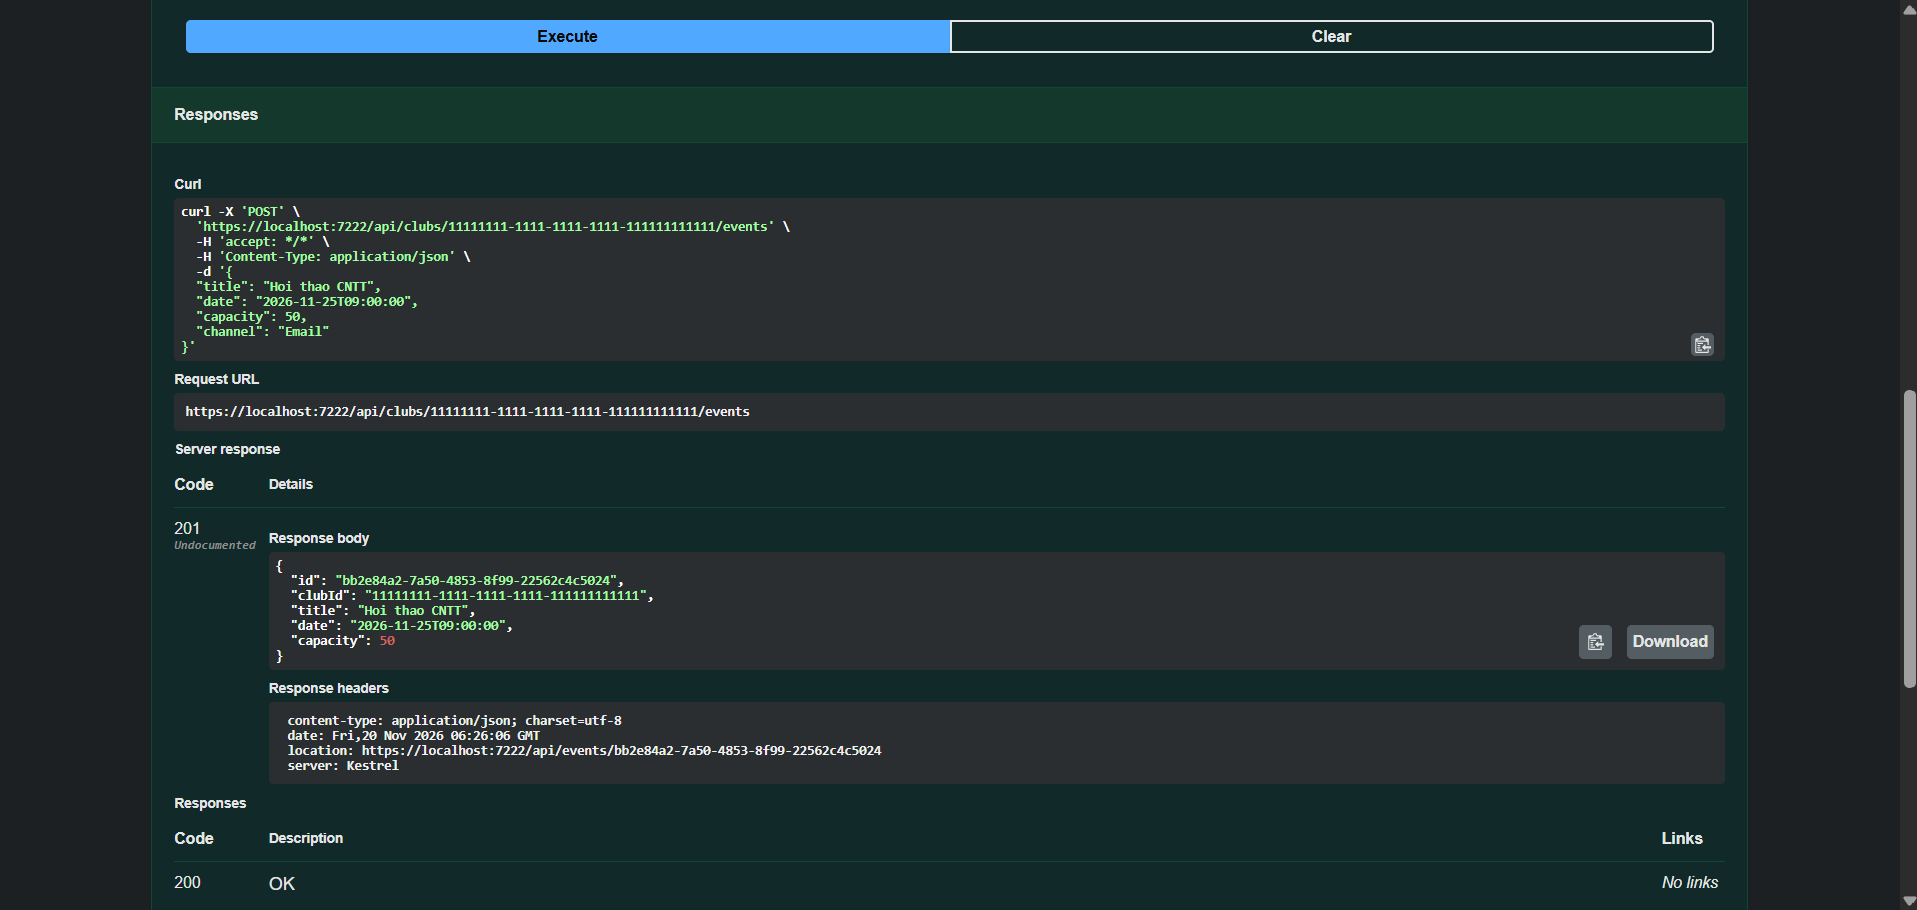 Execute
Clear
Responses
Curl
curl -X 'POST' \
'https://localhost:7222/api/clubs/11111111-1111-1111-1111-111111111111/events' \
-H 'accept: */*' \
-H 'Content-Type: application/json' \
-d '{
"title": "Hoi thao CNTT",
"date": "2026-11-25T09:00:00",
"capacity": 50,
"channel": "Email"
}'
Request URL
https://localhost:7222/api/clubs/11111111-1111-1111-1111-111111111111/events
Server response
Code Details
201
Undocumented
Response body
{
"id": "bb2e84a2-7a50-4853-8f99-22562c4c5024",
"clubId": "11111111-1111-1111-1111-111111111111",
"title": "Hoi thao CNTT",
"date": "2026-11-25T09:00:00",
"capacity": 50
}
Download
Response headers
content-type: application/json; charset=utf-8
date: Fri,20 Nov 2026 06:26:06 GMT
location: https://localhost:7222/api/events/bb2e84a2-7a50-4853-8f99-22562c4c5024
server: Kestrel
Responses
Code Description Links
200 OK No links